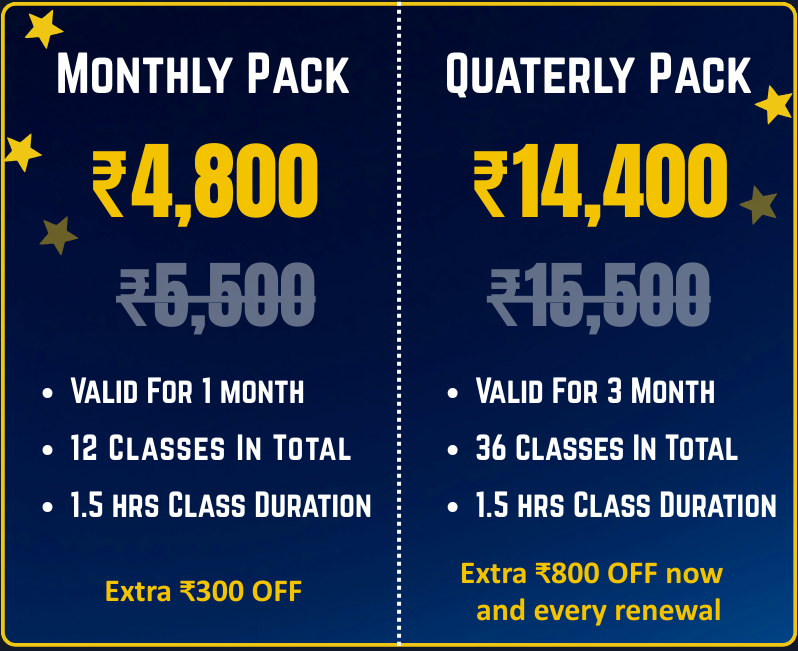 Monthly Pack
₹4,800
₹5,500
• Valid For 1 month
• 12 Classes In Total
• 1.5 hrs Class Duration
Extra ₹300 OFF
Quaterly Pack
₹14,400
₹15,500
• Valid For 3 Month
• 36 Classes In Total
• 1.5 hrs Class Duration
Extra ₹800 OFF now
and every renewal